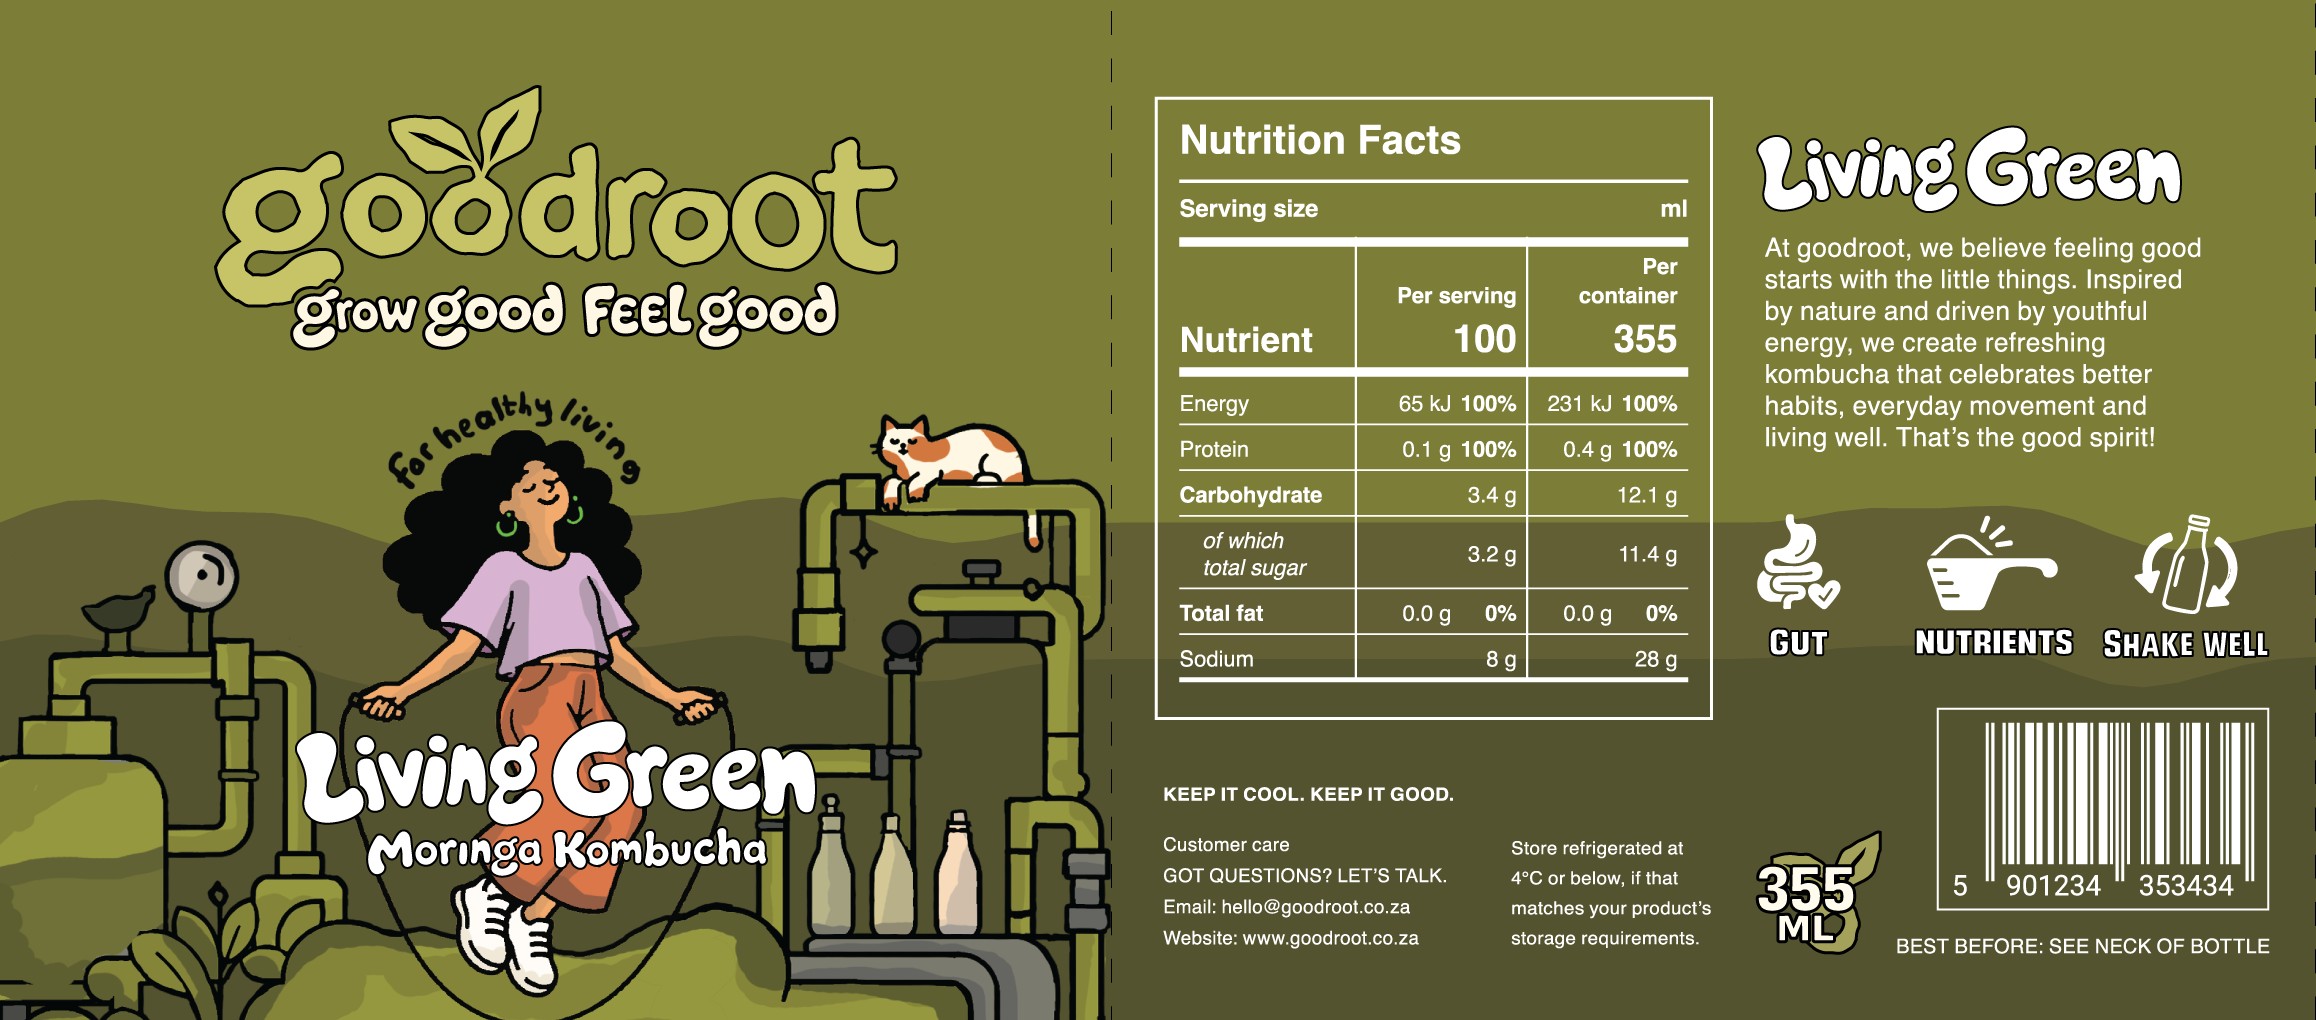 goodroot
grow good FEEL good
for healthy living
Living Green
Moringa Kombucha
Nutrition Facts
Serving size ml
Nutrient Per serving 100 Per container 355
Energy 65 kJ 100% 231 kJ 100%
Protein 0.1 g 100% 0.4 g 100%
Carbohydrate 3.4 g 12.1 g
of which
total sugar 3.2 g 11.4 g
Total fat 0.0 g 0% 0.0 g 0%
Sodium 8 g 28 g
KEEP IT COOL. KEEP IT GOOD.
Customer care
GOT QUESTIONS? LET'S TALK.
Email: hello@goodroot.co.za
Website: www.goodroot.co.za
Store refrigerated at
4°C or below, if that
matches your product's
storage requirements.
Living Green
At goodroot, we believe feeling good
starts with the little things. Inspired
by nature and driven by youthful
energy, we create refreshing
kombucha that celebrates better
habits, everyday movement and
living well. That's the good spirit!
GUT
NUTRIENTS
SHAKE WELL
355
ML
5 901234 353434
BEST BEFORE: SEE NECK OF BOTTLE